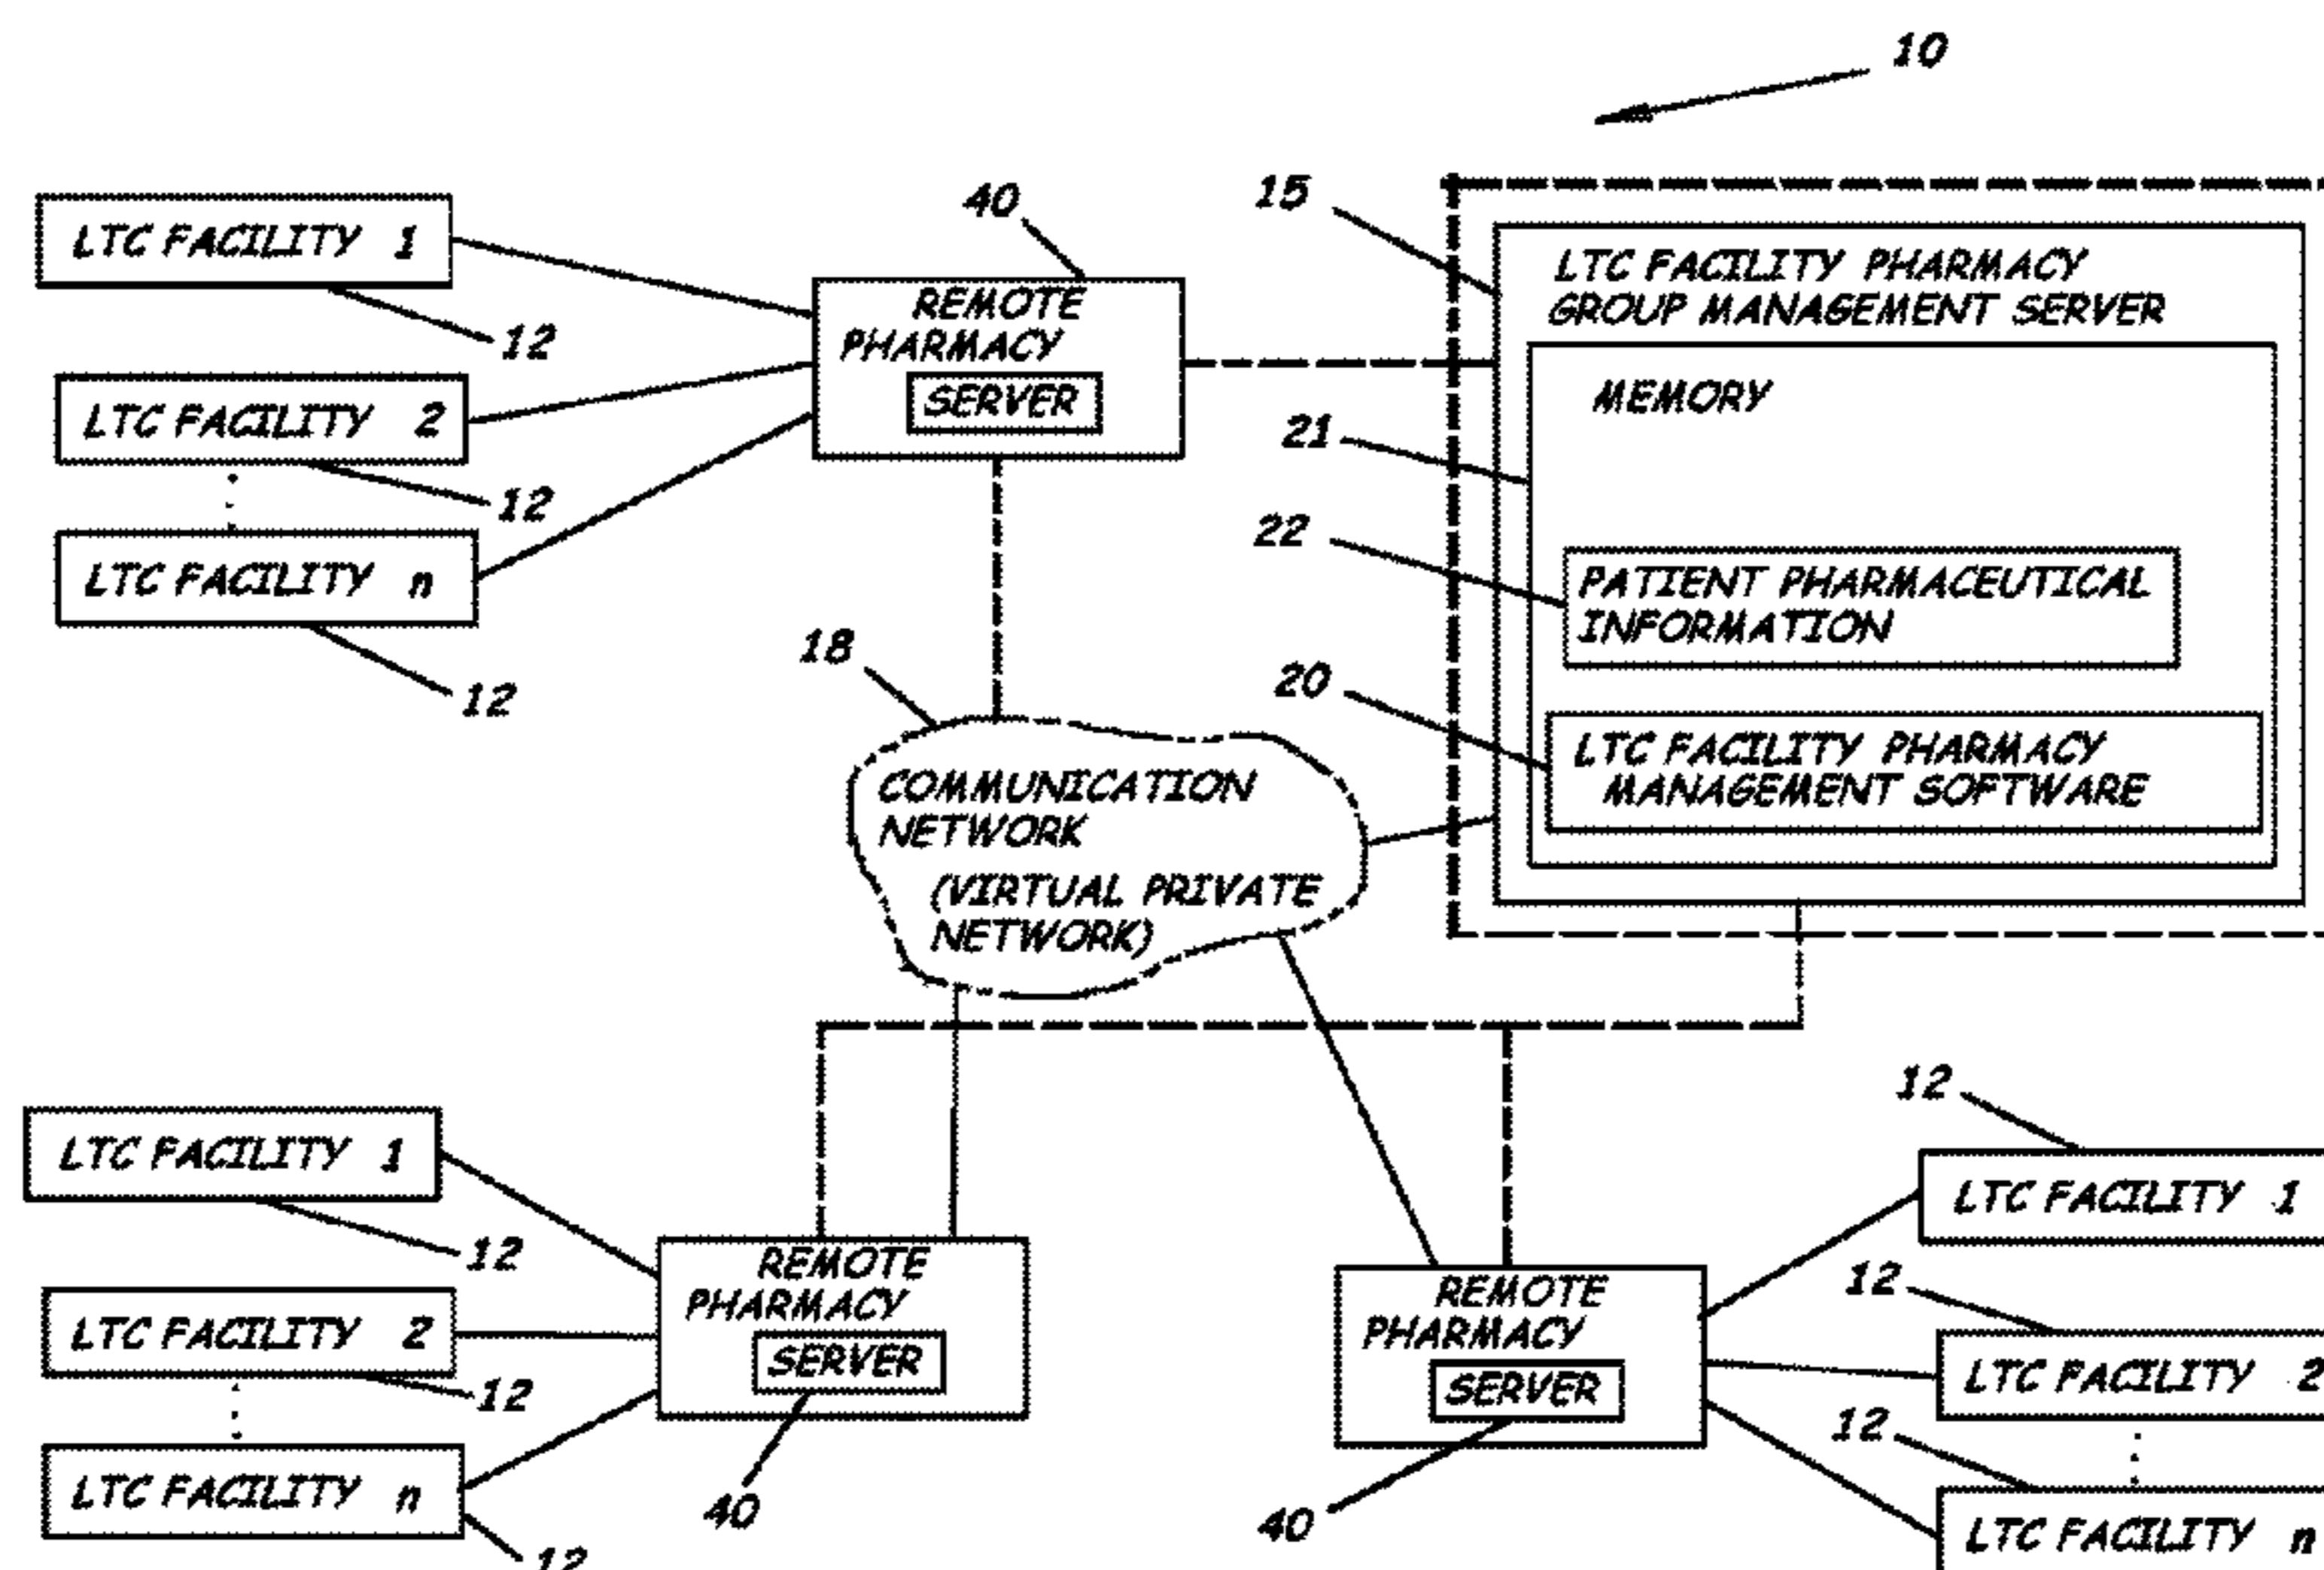 10
15
40
LTC FACILITY 1
12
LTC FACILITY 2
12
LTC FACILITY n
12
REMOTE
PHARMACY
SERVER
LTC FACILITY PHARMACY
GROUP MANAGEMENT SERVER
21
MEMORY
22
PATIENT PHARMACEUTICAL
INFORMATION
20
LTC FACILITY PHARMACY
MANAGEMENT SOFTWARE
18
COMMUNICATION
NETWORK
(VIRTUAL PRIVATE
NETWORK)
LTC FACILITY 1
12
LTC FACILITY 2
12
LTC FACILITY n
12
REMOTE
PHARMACY
SERVER
40
REMOTE
PHARMACY
SERVER
40
12
LTC FACILITY 1
12
LTC FACILITY 2
12
LTC FACILITY n